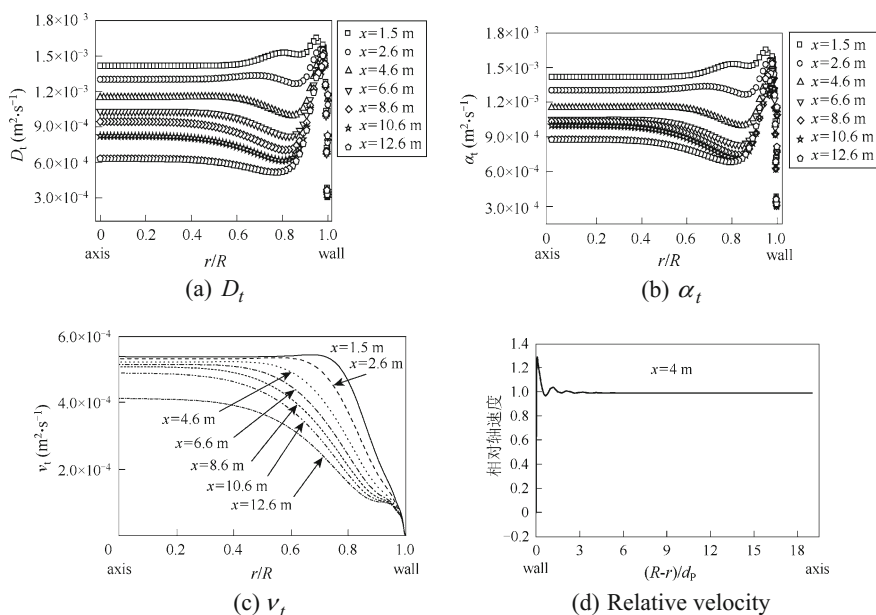 1.8×10⁻³
1.5×10⁻³
1.2×10⁻³
9.0×10⁻⁴
6.0×10⁻⁴
3.0×10⁻⁴
Dt (m²·s⁻¹)
0 0.2 0.4 0.6 0.8 1.0
axis wall
r/R
x=1.5 m
x=2.6 m
x=4.6 m
x=6.6 m
x=8.6 m
x=10.6 m
x=12.6 m
(a) Dt
1.8×10⁻³
1.5×10⁻³
1.2×10⁻³
9.0×10⁻⁴
6.0×10⁻⁴
3.0×10⁴
αt (m²·s⁻¹)
0 0.2 0.4 0.6 0.8 1.0
axis wall
r/R
x=1.5 m
x=2.6 m
x=4.6 m
x=6.6 m
x=8.6 m
x=10.6 m
x=12.6 m
(b) αt
6.0×10⁻⁴
4.0×10⁻⁴
2.0×10⁻⁴
νt (m²·s⁻¹)
x=1.5 m
x=2.6 m
x=4.6 m
x=6.6 m
x=8.6 m
x=10.6 m
x=12.6 m
0 0.2 0.4 0.6 0.8 1.0
axis wall
r/R
(c) νt
1.4
1.2
1.0
0.8
0.6
0.4
0.2
0
−0.2
相对轴速度
x=4 m
0 3 6 9 12 15 18
wall axis
(R-r)/dP
(d) Relative velocity